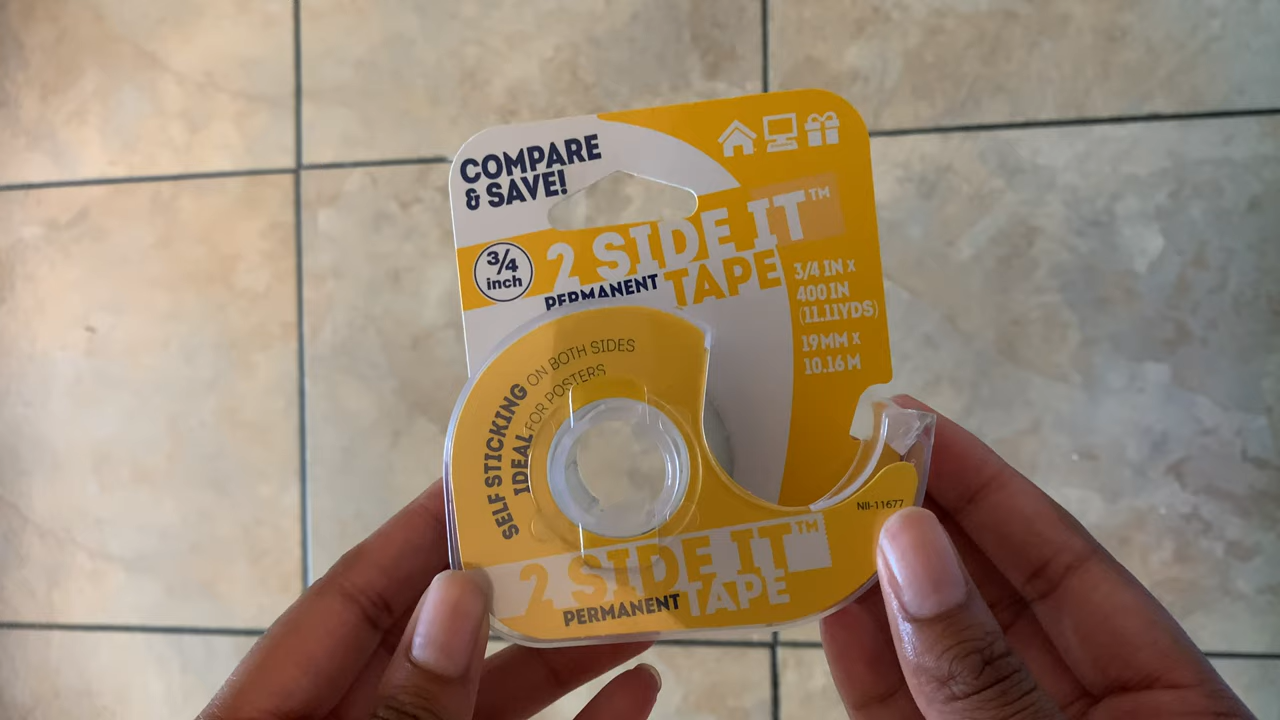 COMPARE
& SAVE!
3/4
inch
2 SIDE IT™
PERMANENT TAPE
3/4 IN x
400 IN
(11.11YDS)
19MM x
10.16 M
SELF STICKING ON BOTH SIDES
IDEAL FOR POSTERS
NII-11677
2 SIDE IT™
PERMANENT TAPE